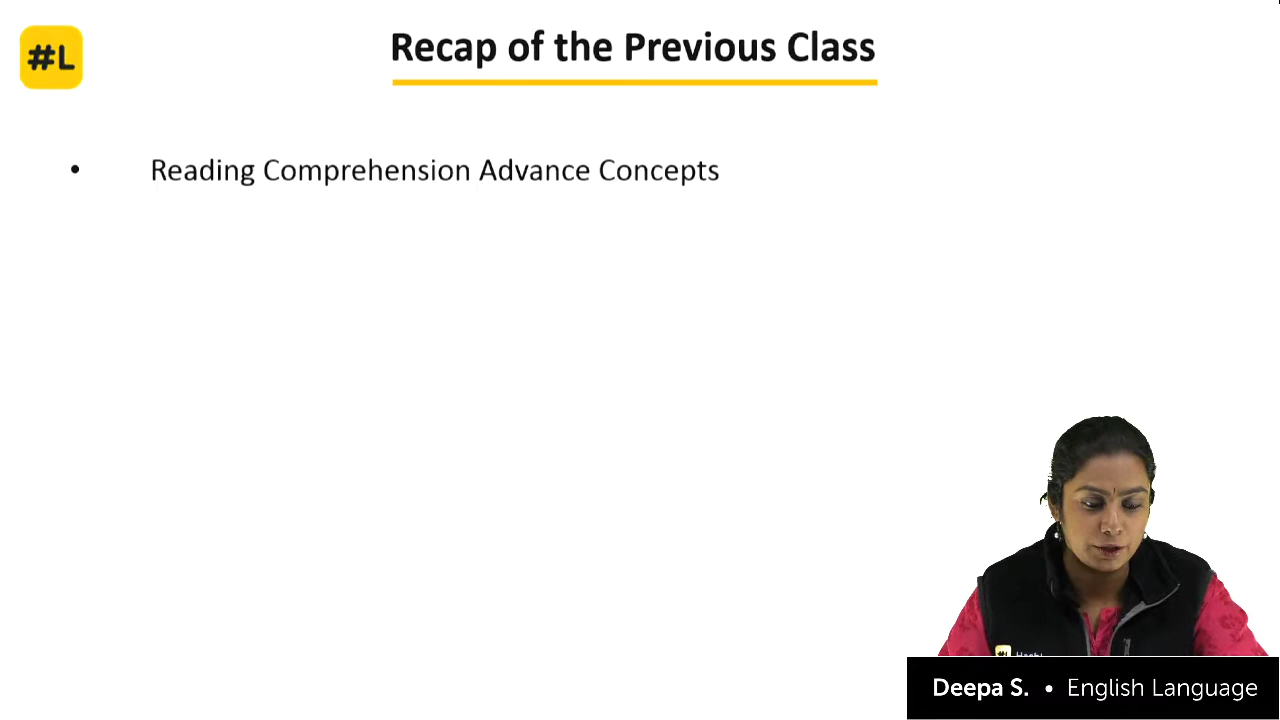 #L
Recap of the Previous Class
• Reading Comprehension Advance Concepts
#L
Deepa S. • English Language